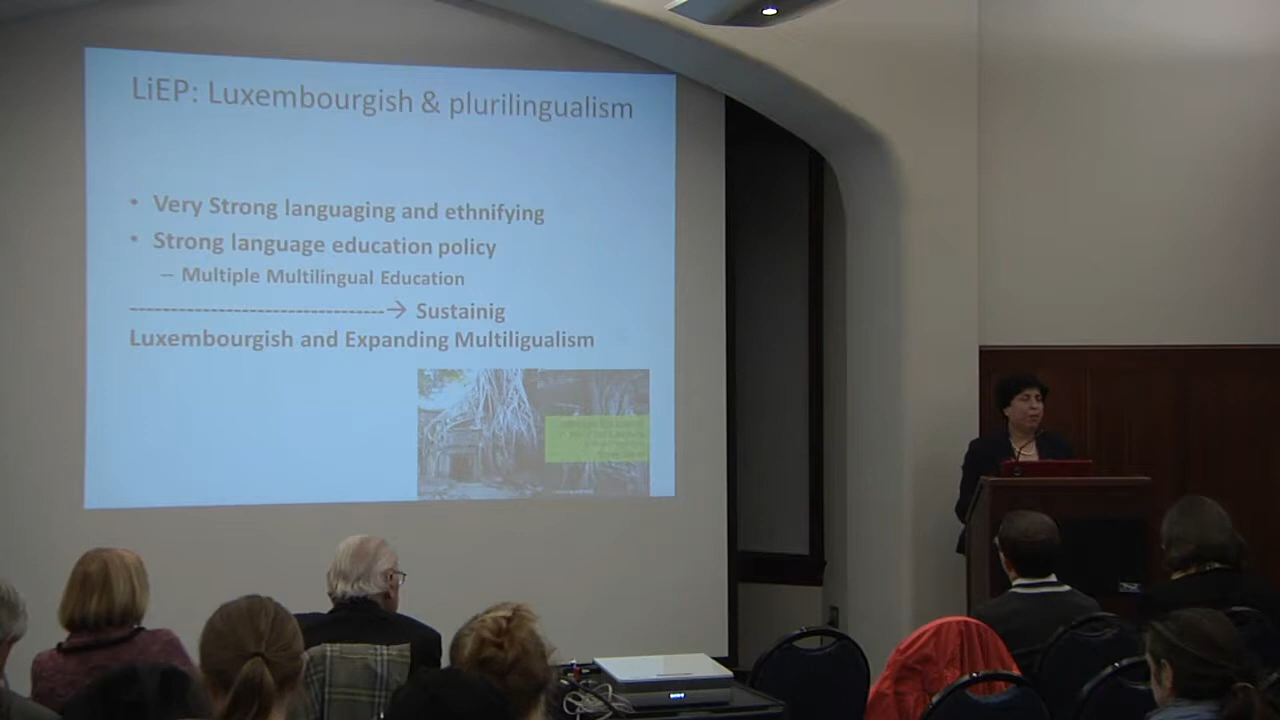 LiEP: Luxembourgish & plurilingualism
• Very Strong languaging and ethnifying
• Strong language education policy
– Multiple Multilingual Education
--------------------------------→ Sustainig
Luxembourgish and Expanding Multiligualism